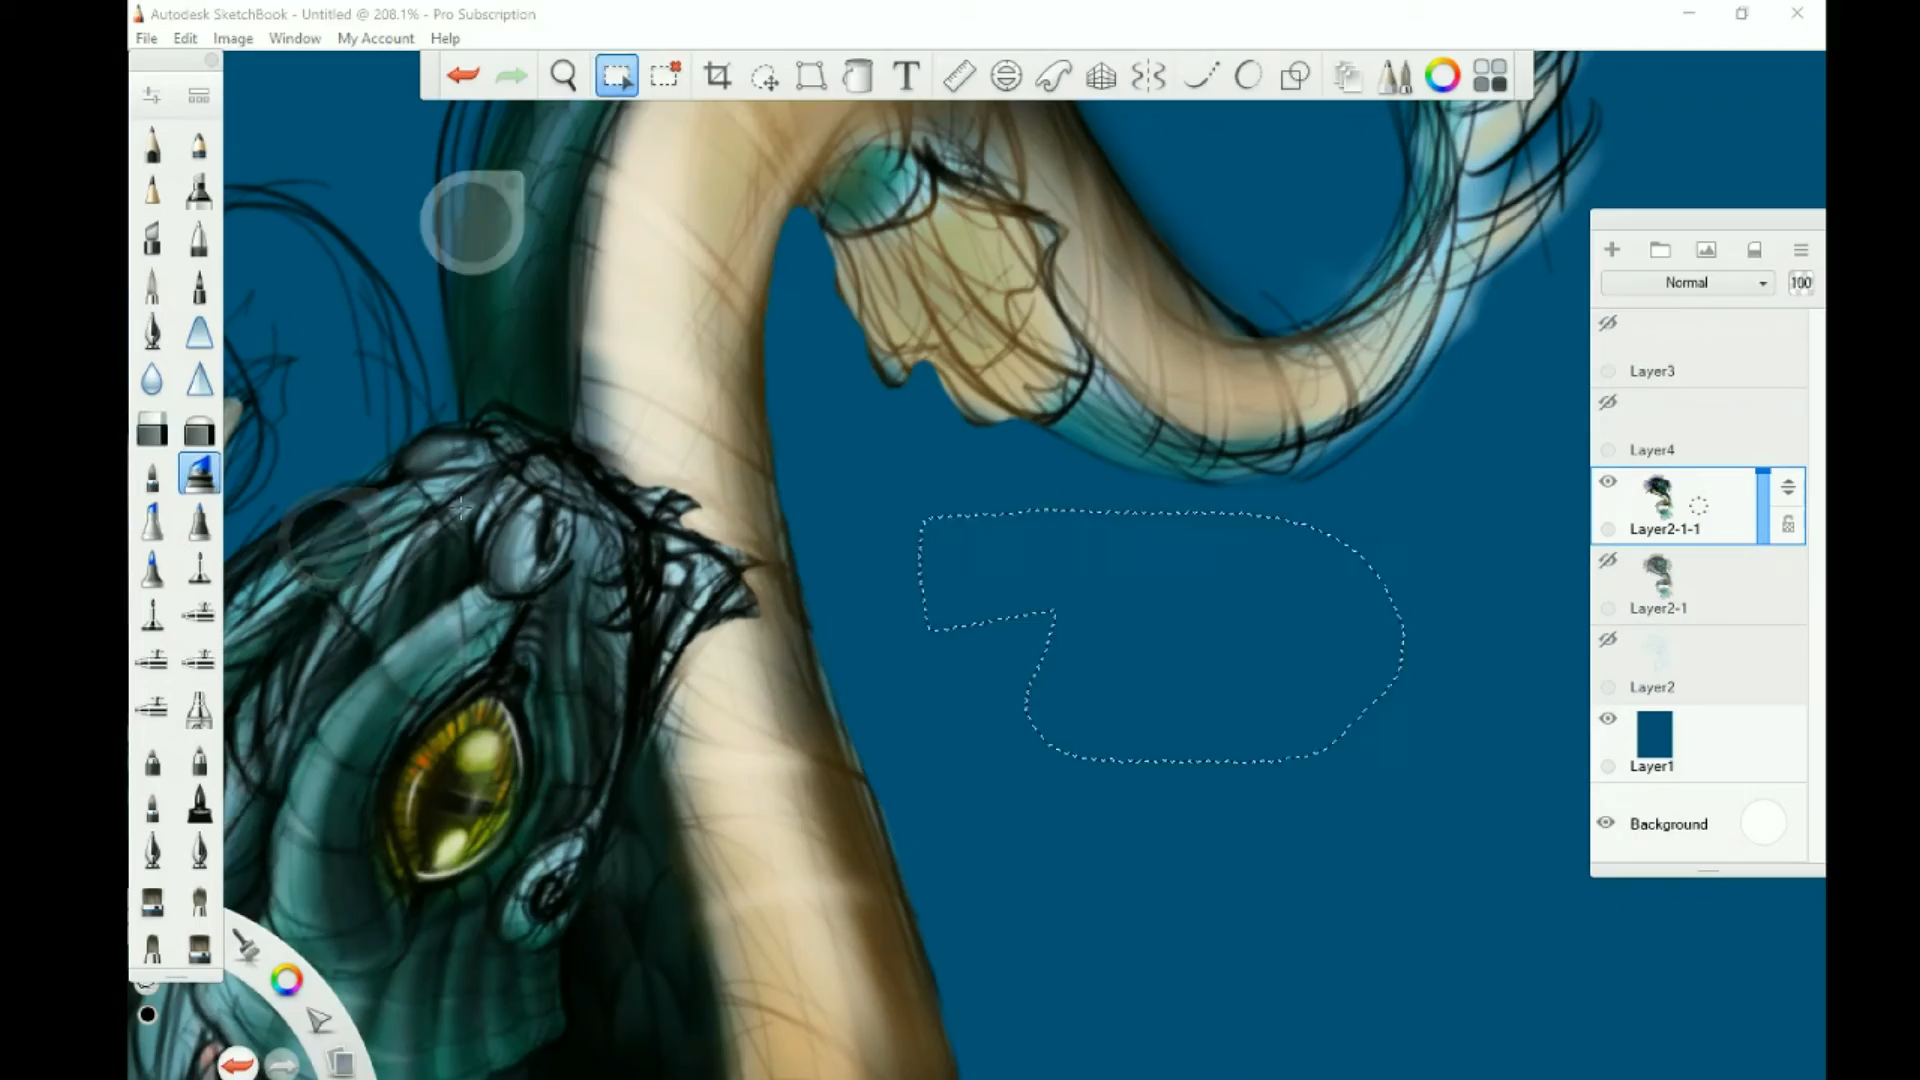 Autodesk SketchBook - Untitled @ 208.1% - Pro Subscription
File Edit Image Window My Account Help
T
Normal 100
Layer3
Layer4
Layer2-1-1
Layer2-1
Layer2
Layer1
Background